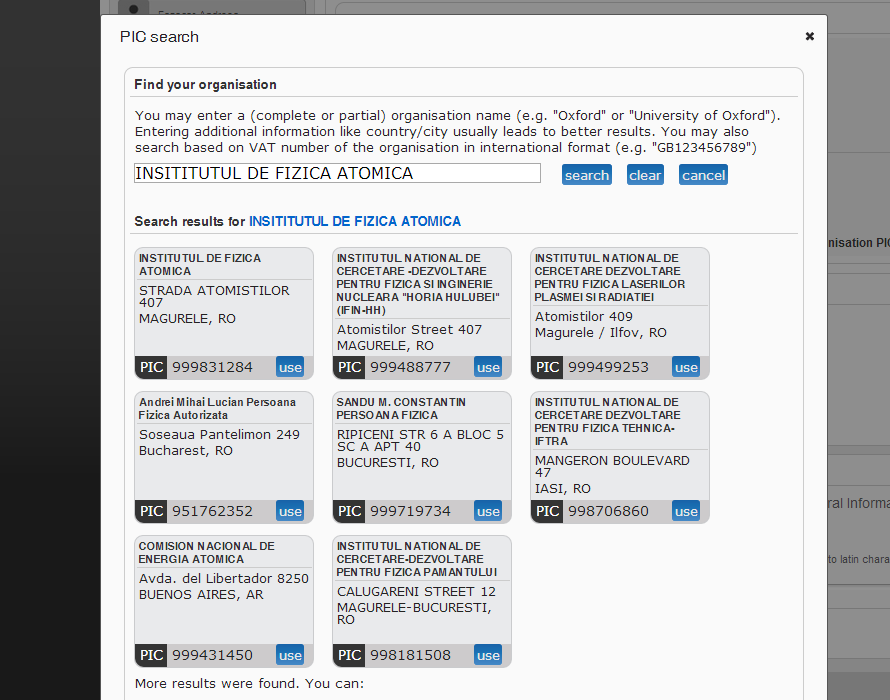 PIC search
Find your organisation
You may enter a (complete or partial) organisation name (e.g. "Oxford" or "University of Oxford").
Entering additional information like country/city usually leads to better results. You may also
search based on VAT number of the organisation in international format (e.g. "GB123456789")
INSITITUTUL DE FIZICA ATOMICA
search clear cancel
Search results for INSITITUTUL DE FIZICA ATOMICA
INSTITUTUL DE FIZICA
ATOMICA
STRADA ATOMISTILOR
407
MAGURELE, RO
PIC 999831284 use
INSTITUTUL NATIONAL DE
CERCETARE -DEZVOLTARE
PENTRU FIZICA SI INGINERIE
NUCLEARA "HORIA HULUBEI"
(IFIN-HH)
Atomistilor Street 407
MAGURELE, RO
PIC 999488777 use
INSTITUTUL NATIONAL DE
CERCETARE DEZVOLTARE
PENTRU FIZICA LASERILOR
PLASMEI SI RADIATIEI
Atomistilor 409
Magurele / Ilfov, RO
PIC 999499253 use
Andrei Mihai Lucian Persoana
Fizica Autorizata
Soseaua Pantelimon 249
Bucharest, RO
PIC 951762352 use
SANDU M. CONSTANTIN
PERSOANA FIZICA
RIPICENI STR 6 A BLOC 5
SC A APT 40
BUCURESTI, RO
PIC 999719734 use
INSTITUTUL NATIONAL DE
CERCETARE DEZVOLTARE
PENTRU FIZICA TEHNICA-
IFTRA
MANGERON BOULEVARD
47
IASI, RO
PIC 998706860 use
COMISION NACIONAL DE
ENERGIA ATOMICA
Avda. del Libertador 8250
BUENOS AIRES, AR
PIC 999431450 use
INSTITUTUL NATIONAL DE
CERCETARE-DEZVOLTARE
PENTRU FIZICA PAMANTULUI
CALUGARENI STREET 12
MAGURELE-BUCURESTI,
RO
PIC 998181508 use
More results were found. You can:
nisation PIC
ral Informa
to latin chara